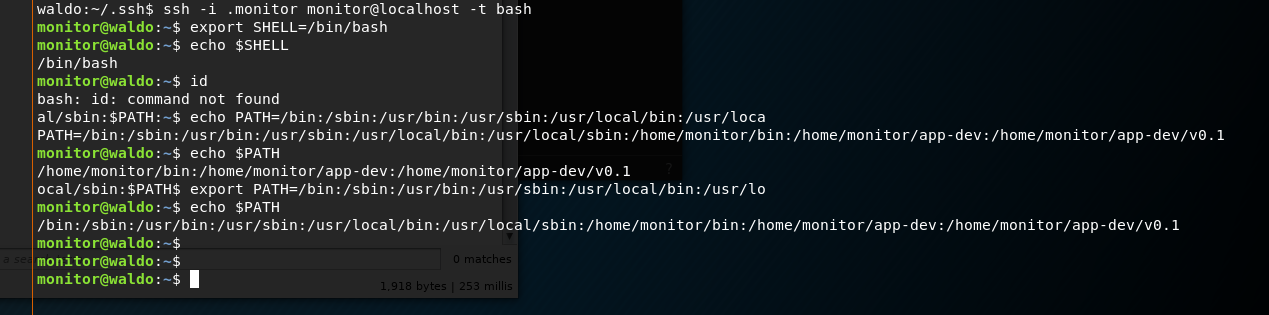 waldo:~/.ssh$ ssh -i .monitor monitor@localhost -t bash
monitor@waldo:~$ export SHELL=/bin/bash
monitor@waldo:~$ echo $SHELL
/bin/bash
monitor@waldo:~$ id
bash: id: command not found
al/sbin:$PATH:~$ echo PATH=/bin:/sbin:/usr/bin:/usr/sbin:/usr/local/bin:/usr/loca
PATH=/bin:/sbin:/usr/bin:/usr/sbin:/usr/local/bin:/usr/local/sbin:/home/monitor/bin:/home/monitor/app-dev:/home/monitor/app-dev/v0.1
monitor@waldo:~$ echo $PATH
/home/monitor/bin:/home/monitor/app-dev:/home/monitor/app-dev/v0.1
ocal/sbin:$PATH$ export PATH=/bin:/sbin:/usr/bin:/usr/sbin:/usr/local/bin:/usr/lo
monitor@waldo:~$ echo $PATH
/bin:/sbin:/usr/bin:/usr/sbin:/usr/local/bin:/usr/local/sbin:/home/monitor/bin:/home/monitor/app-dev:/home/monitor/app-dev/v0.1
monitor@waldo:~$
monitor@waldo:~$
0 matches
monitor@waldo:~$
1,918 bytes | 253 millis